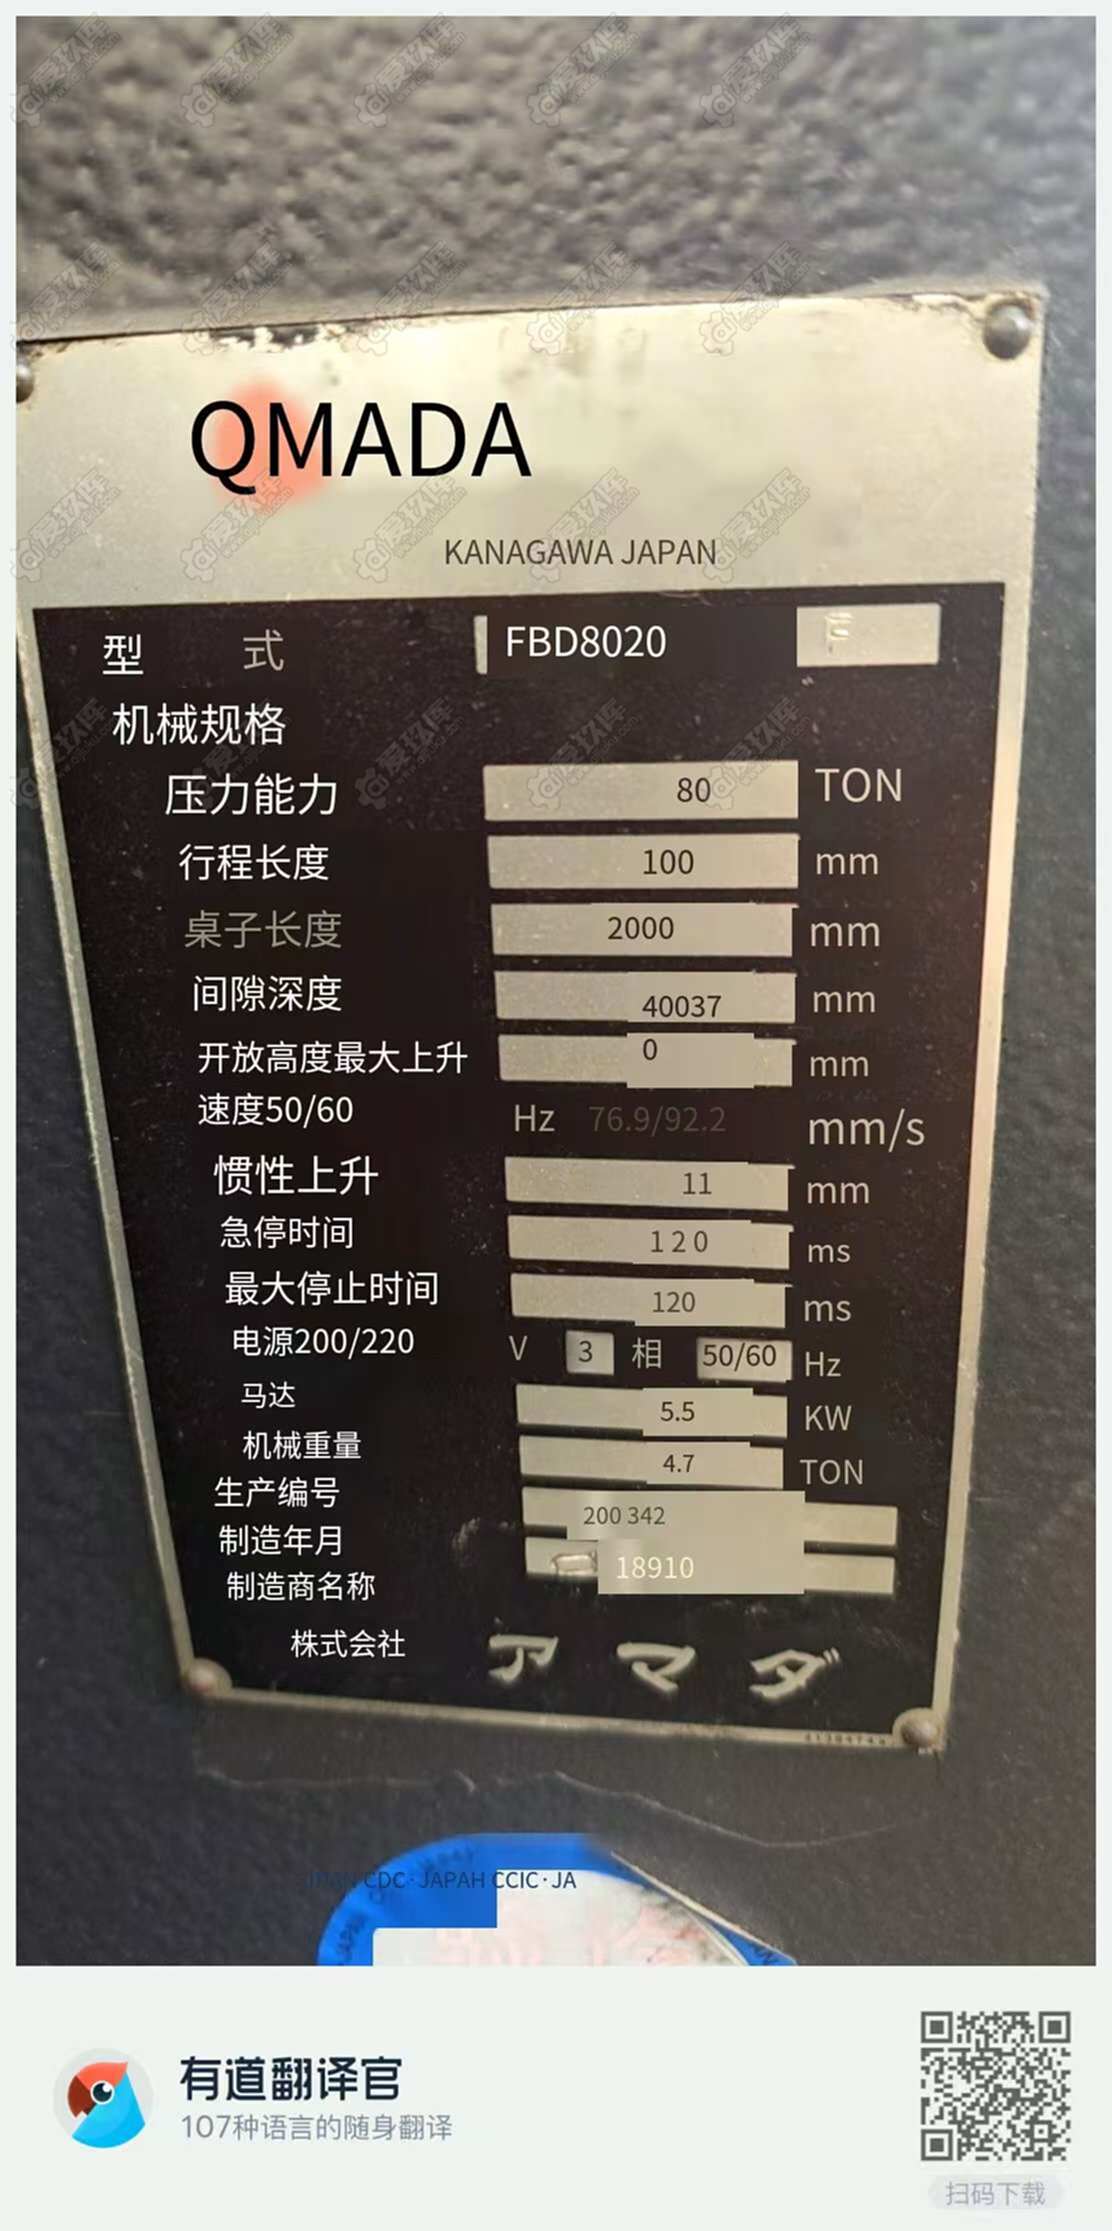 QMADA
KANAGAWA JAPAN
型 式 FBD8020 E
机械规格
压力能力 80 TON
行程长度 100 mm
桌子长度 2000 mm
间隙深度 40037 mm
开放高度最大上升 0 mm
速度50/60 Hz 76.9/92.2 mm/s
惯性上升 11 mm
急停时间 120 ms
最大停止时间 120 ms
电源200/220 V 3 相 50/60 Hz
马达 5.5 KW
机械重量 4.7 TON
生产编号 200 342
制造年月 18910
制造商名称
株式会社 アマダ
CDC·JAPAH CCIC·JA
有道翻译官
107种语言的随身翻译
扫码下载